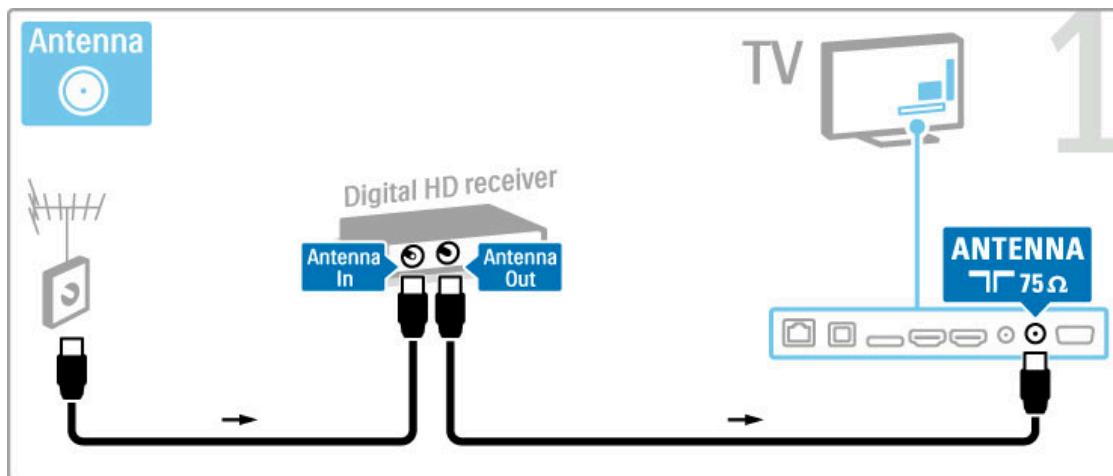 Antenna
TV
1
Digital HD receiver
Antenna
In
Antenna
Out
ANTENNA
75 Ω